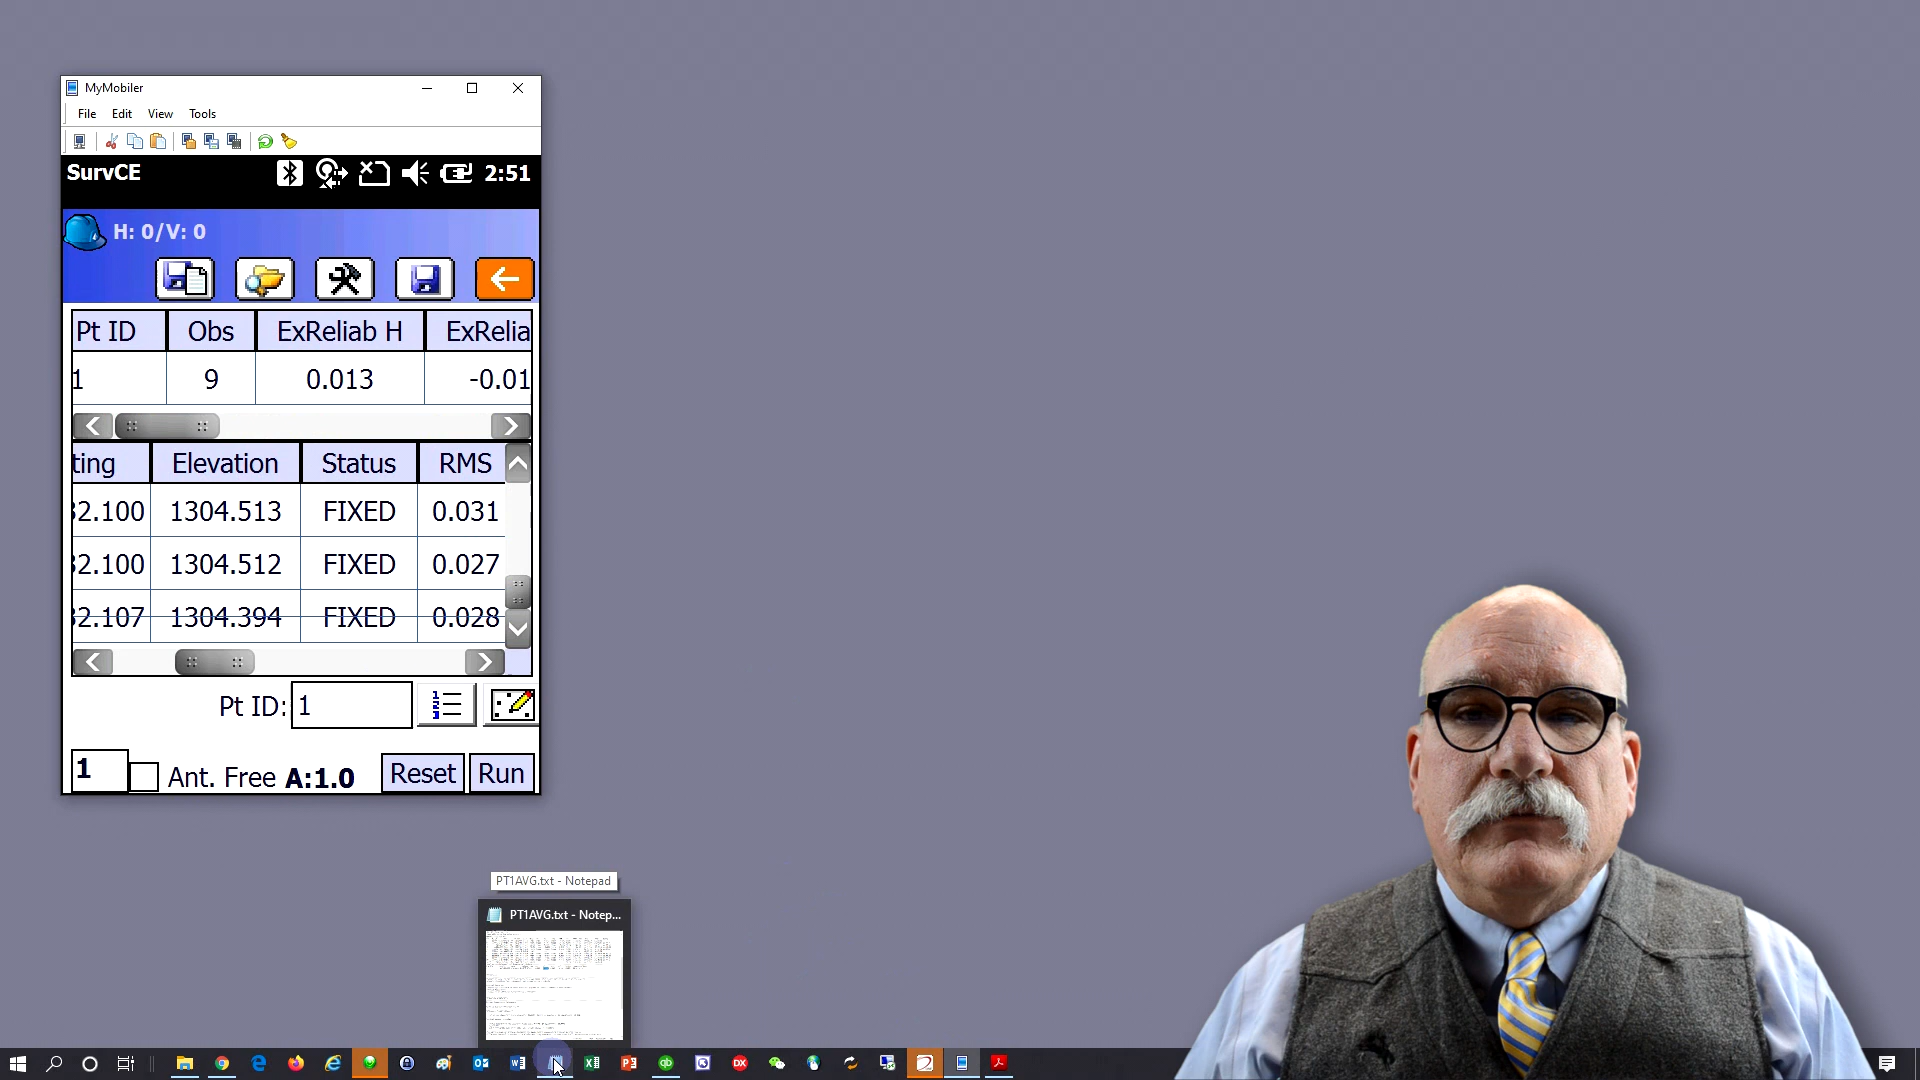 MyMobiler
File Edit View Tools
SurvCE 2:51
H: 0/V: 0
Pt ID Obs ExReliab H ExRelia
1 9 0.013 -0.01
ting Elevation Status RMS
32.100 1304.513 FIXED 0.031
32.100 1304.512 FIXED 0.027
32.107 1304.394 FIXED 0.028
Pt ID: 1
1 Ant. Free A:1.0 Reset Run
PT1AVG.txt - Notepad
PT1AVG.txt - Notep...